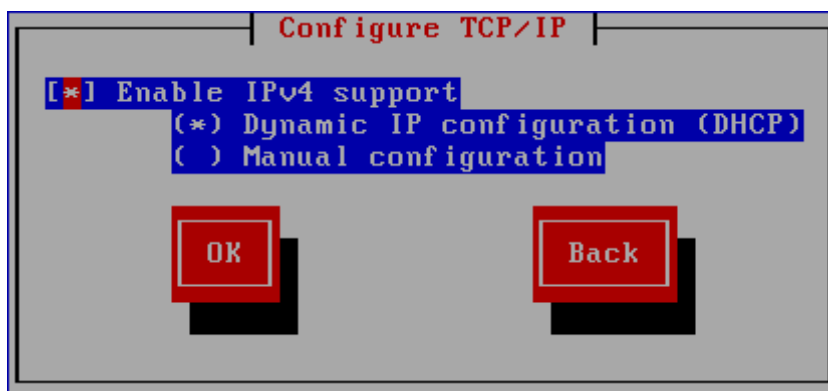 Configure TCP/IP
[*] Enable IPv4 support
(*) Dynamic IP configuration (DHCP)
( ) Manual configuration
OK Back